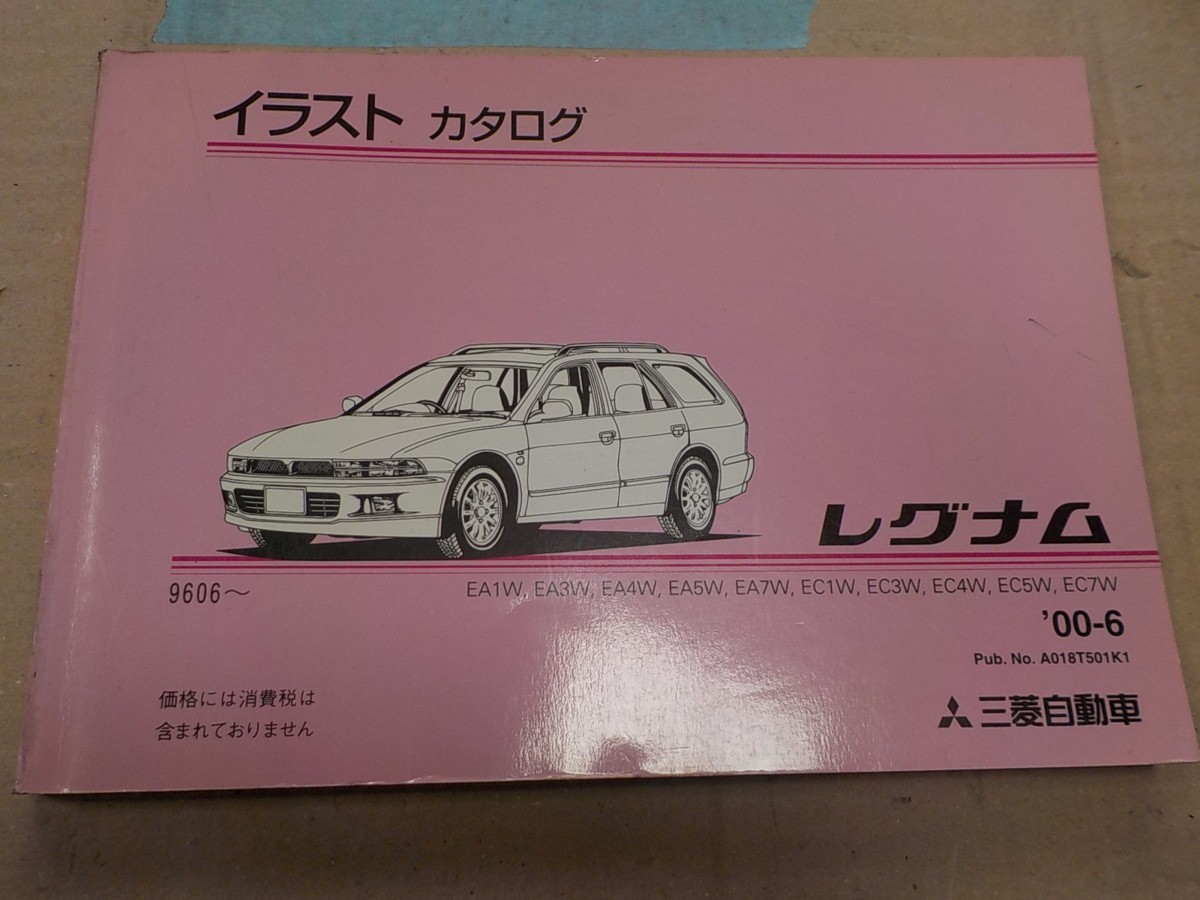 イラスト カタログ
レグナム
9606～
EA1W, EA3W, EA4W, EA5W, EA7W, EC1W, EC3W, EC4W, EC5W, EC7W
'00-6
Pub. No. A018T501K1
価格には消費税は
含まれておりません
三菱自動車